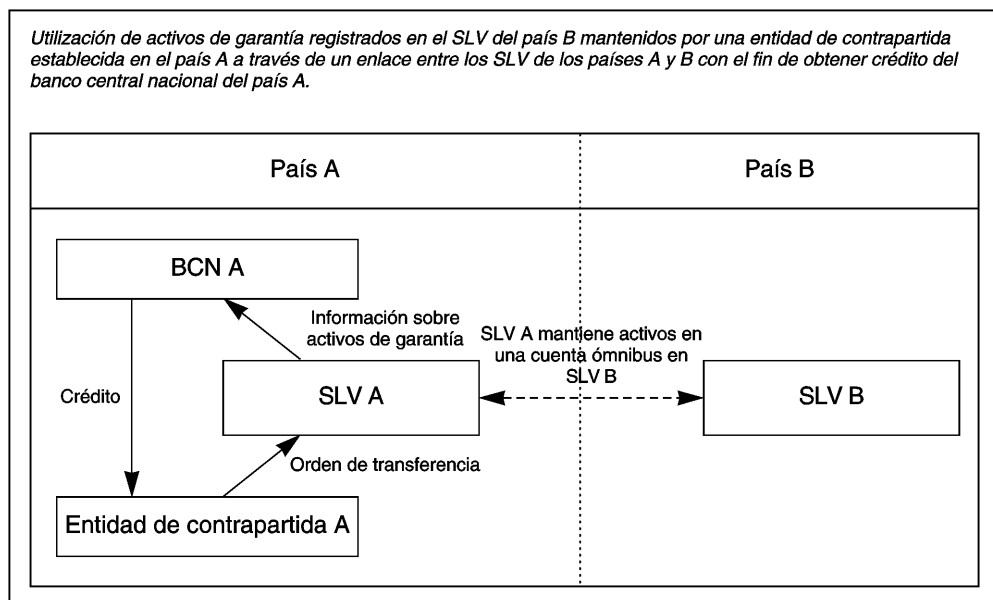 Utilización de activos de garantía registrados en el SLV del país B mantenidos por una entidad de contrapartida
establecida en el país A a través de un enlace entre los SLV de los países A y B con el fin de obtener crédito del
banco central nacional del país A.
País A
País B
BCN A
Información sobre
activos de garantía
SLV A mantiene activos en
una cuenta ómnibus en
SLV B
Crédito
SLV A
SLV B
Orden de transferencia
Entidad de contrapartida A